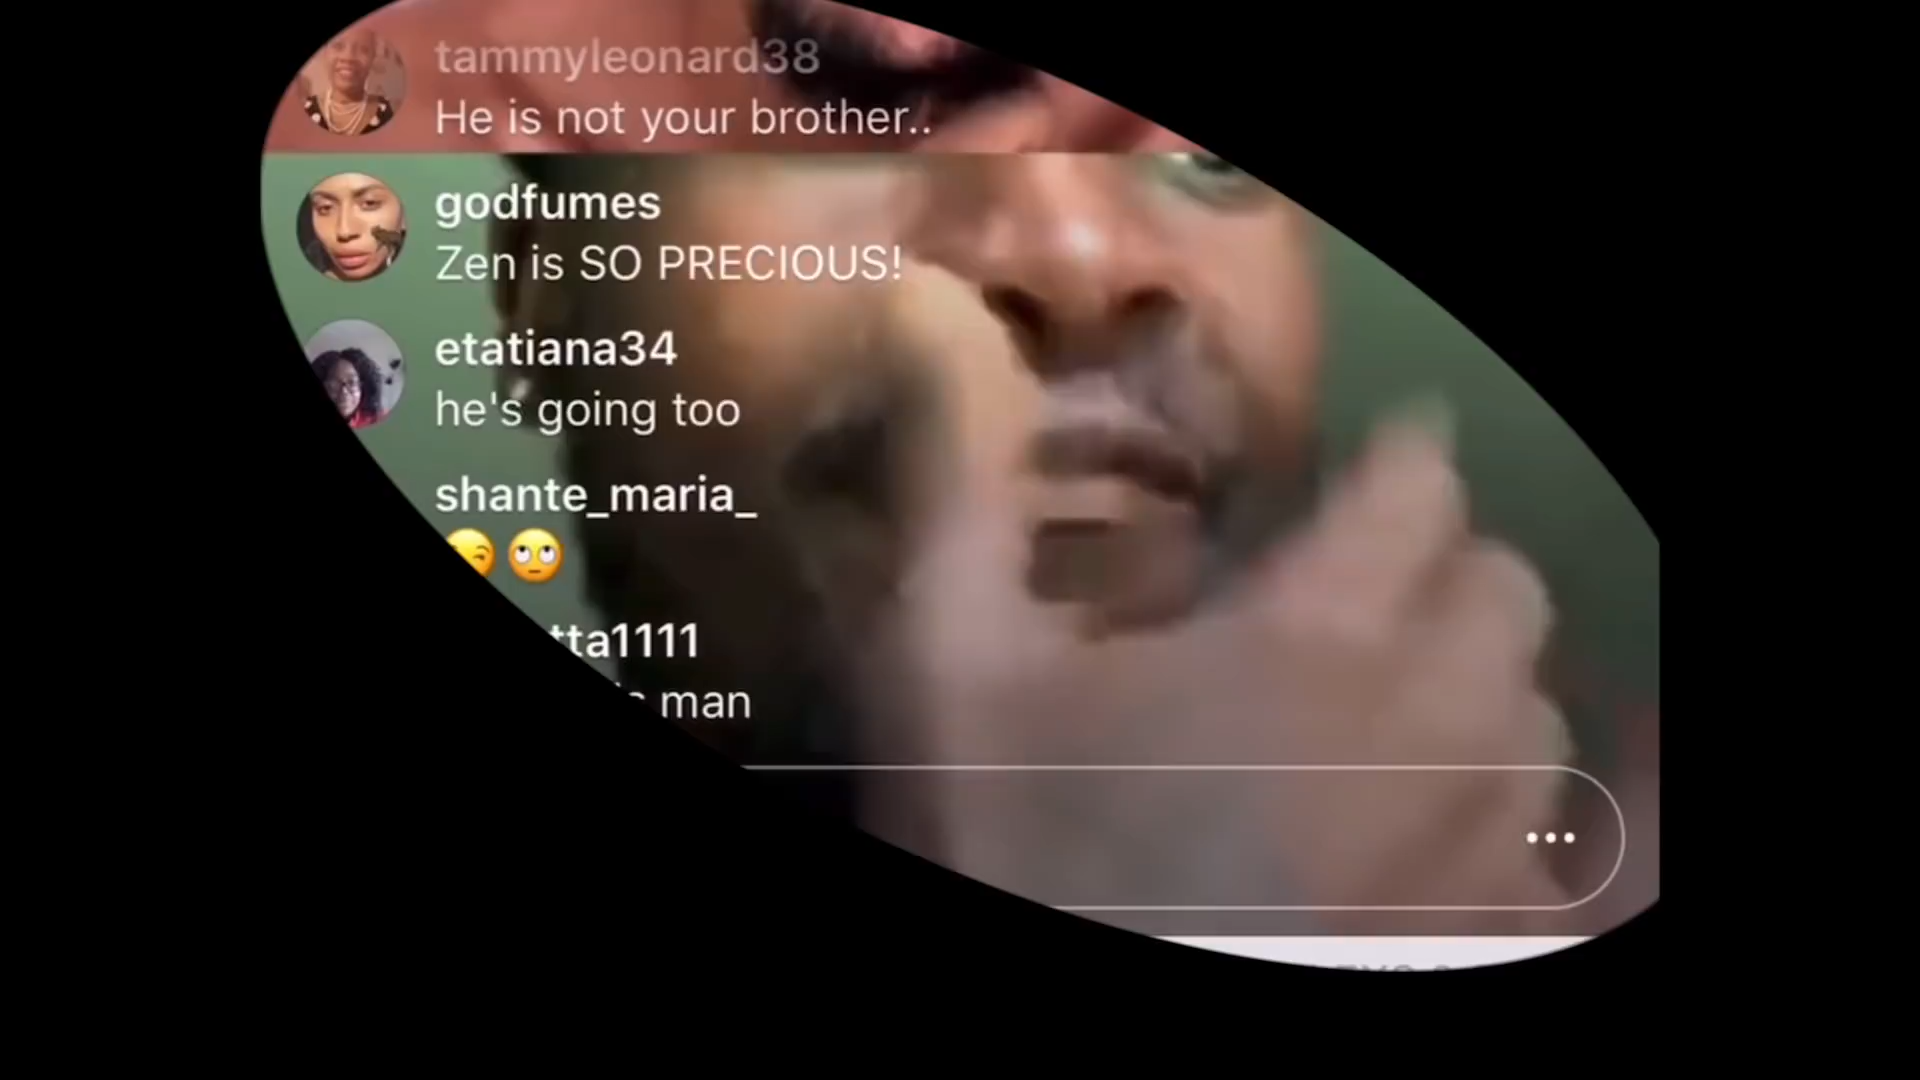 tammyleonard38
He is not your brother..
godfumes
Zen is SO PRECIOUS!
etatiana34
he's going too
shante_maria_
😏🙄
tta1111
man